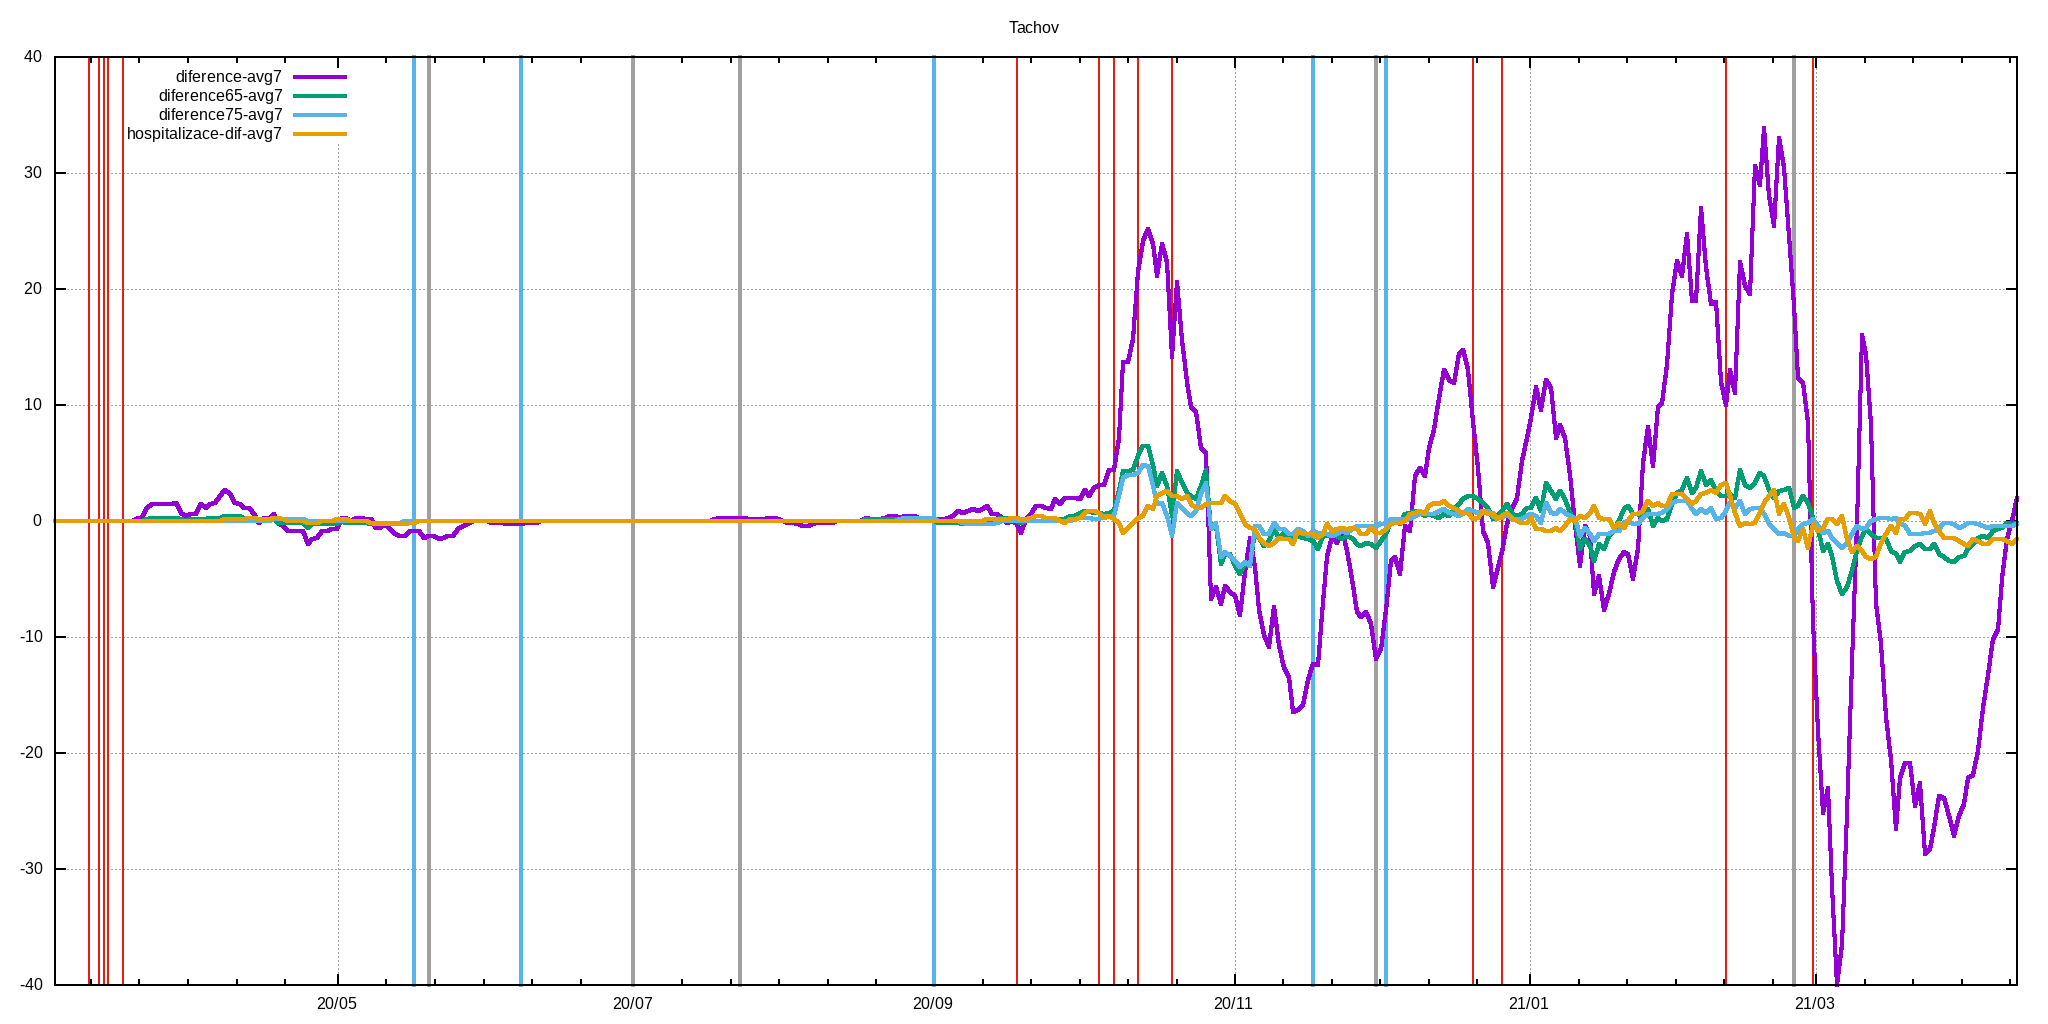 Tachov
diference-avg7
diference65-avg7
diference75-avg7
hospitalizace-dif-avg7
40
30
20
10
0
-10
-20
-30
-40
20/05 20/07 20/09 20/11 21/01 21/03